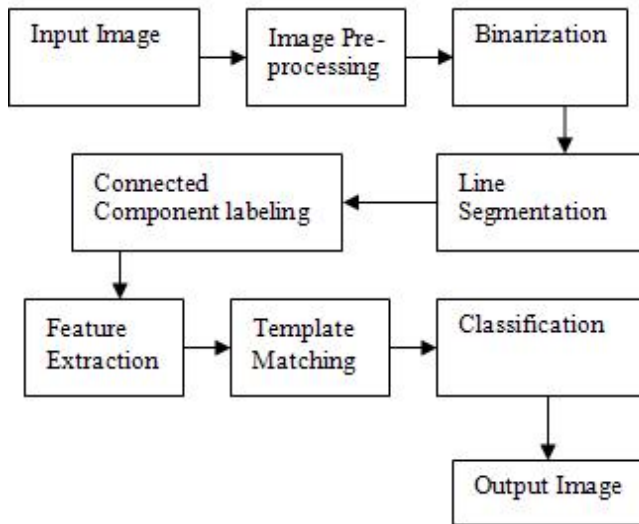 Input Image
Image Pre-
processing
Binarization
Line
Segmentation
Connected
Component labeling
Feature
Extraction
Template
Matching
Classification
Output Image